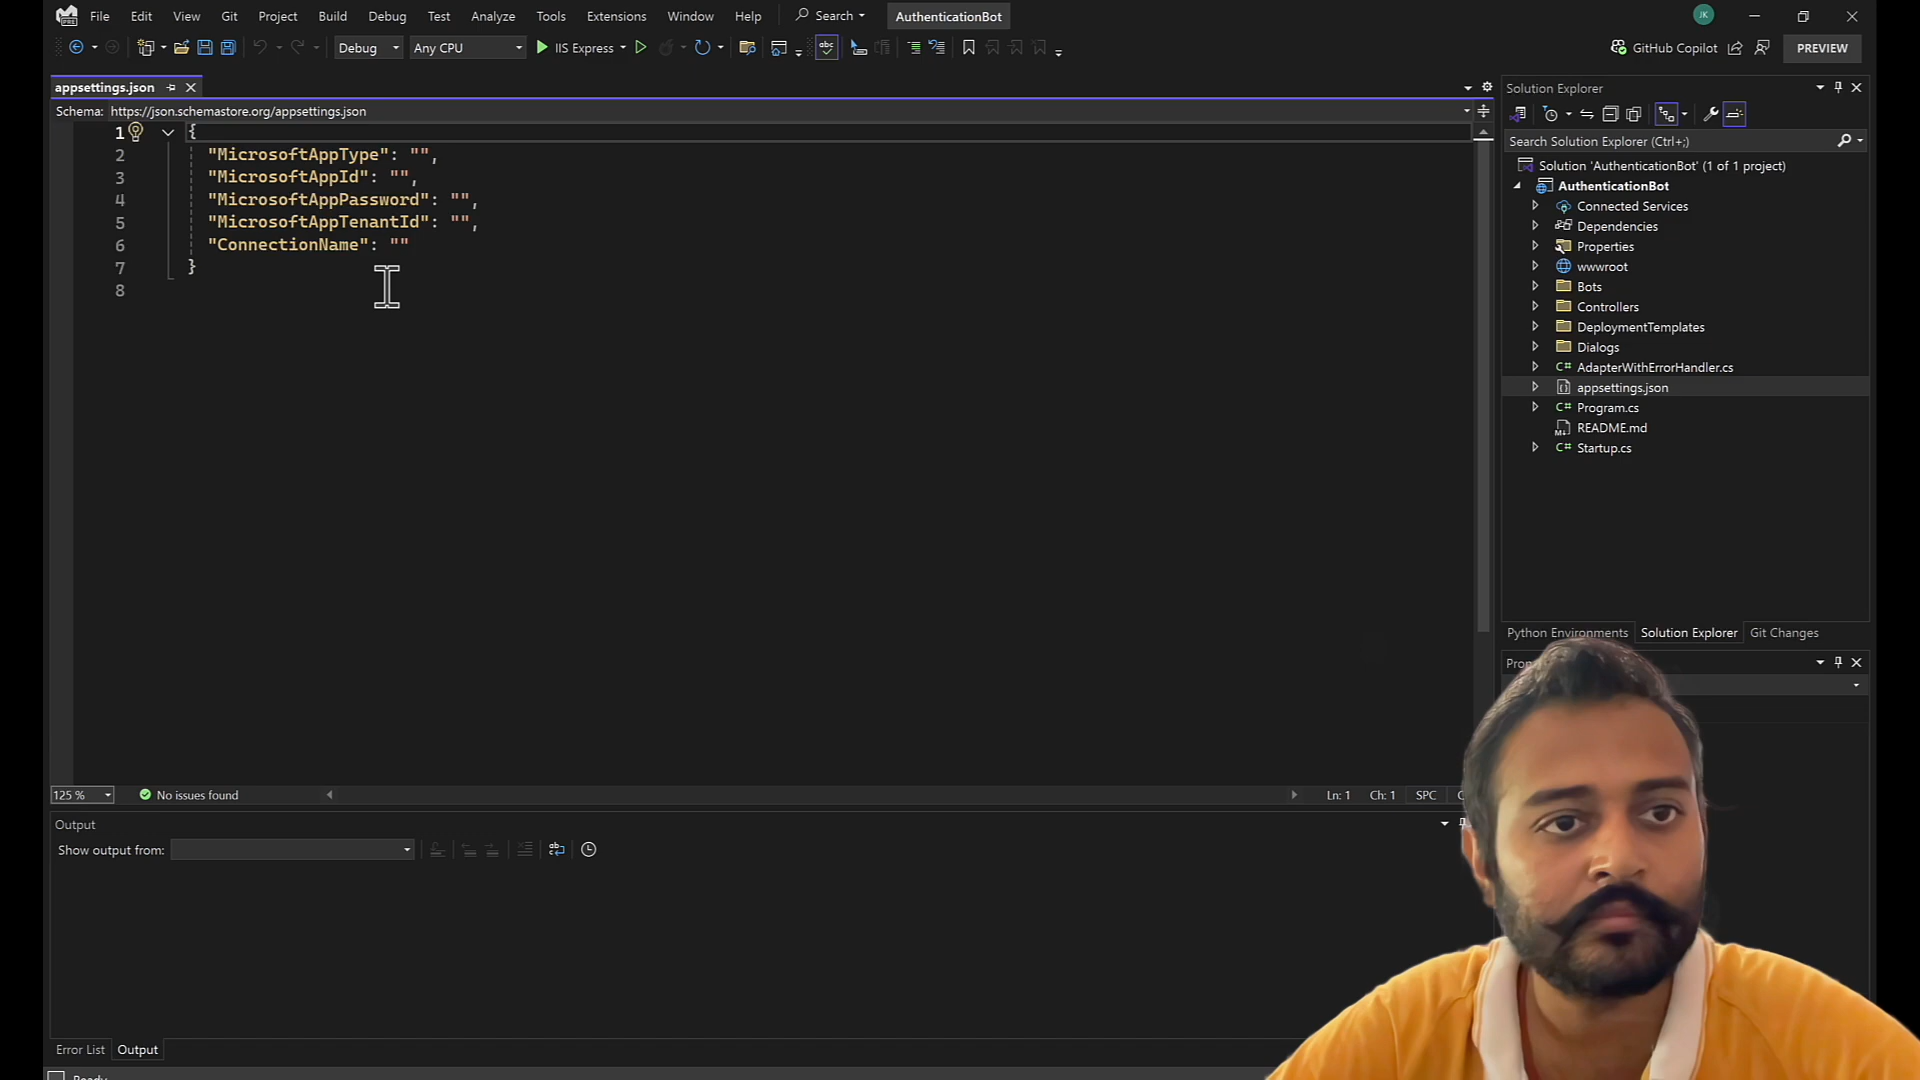 File Edit View Git Project Build Debug Test Analyze Tools Extensions Window Help Search AuthenticationBot JK
Debug Any CPU IIS Express GitHub Copilot PREVIEW
appsettings.json
Schema: https://json.schemastore.org/appsettings.json
1 {
2 "MicrosoftAppType": "",
3 "MicrosoftAppId": "",
4 "MicrosoftAppPassword": "",
5 "MicrosoftAppTenantId": "",
6 "ConnectionName": ""
7 }
8
125 % No issues found Ln: 1 Ch: 1 SPC
Output
Show output from:
Error List Output
Ready
Solution Explorer
Search Solution Explorer (Ctrl+;)
Solution 'AuthenticationBot' (1 of 1 project)
AuthenticationBot
Connected Services
Dependencies
Properties
wwwroot
Bots
Controllers
DeploymentTemplates
Dialogs
C# AdapterWithErrorHandler.cs
appsettings.json
C# Program.cs
README.md
C# Startup.cs
Python Environments Solution Explorer Git Changes